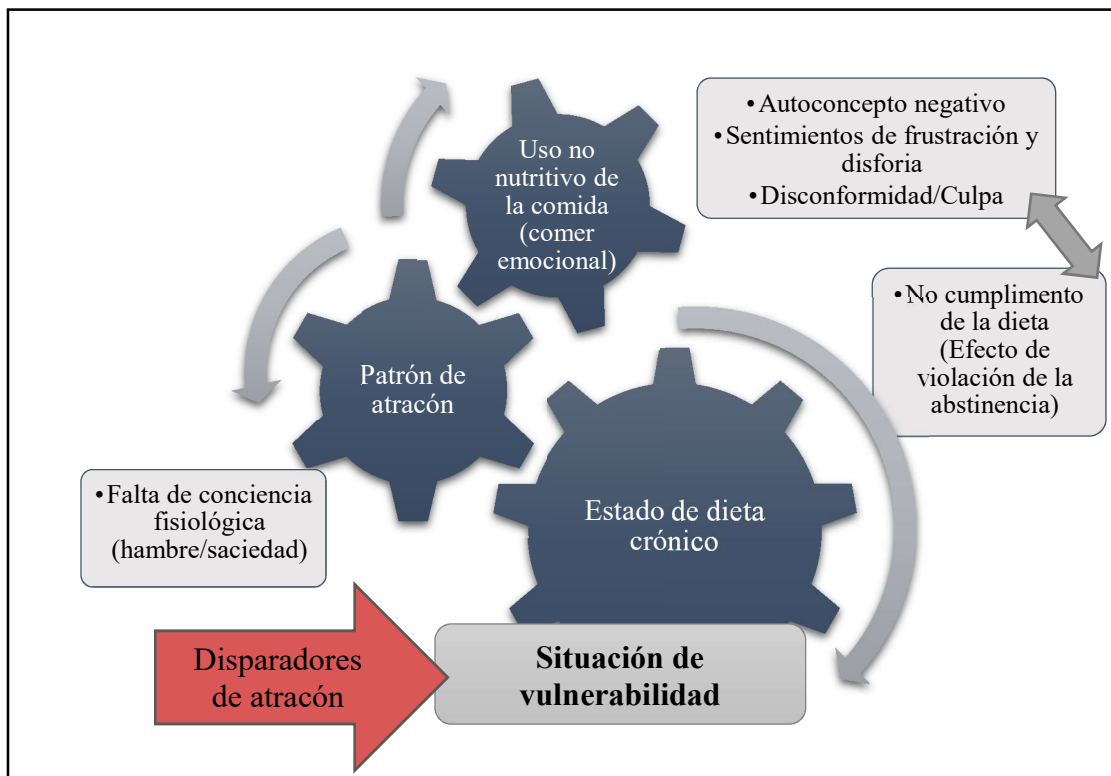 Uso no
nutritivo de
la comida
(comer
emocional)
•Autoconcepto negativo
•Sentimientos de frustración y
disforia
•Disconformidad/Culpa
•No cumplimento
de la dieta
(Efecto de
violación de la
abstinencia)
Patrón de
atracón
•Falta de conciencia
fisiológica
(hambre/saciedad)
Estado de dieta
crónico
Disparadores
de atracón
Situación de
vulnerabilidad